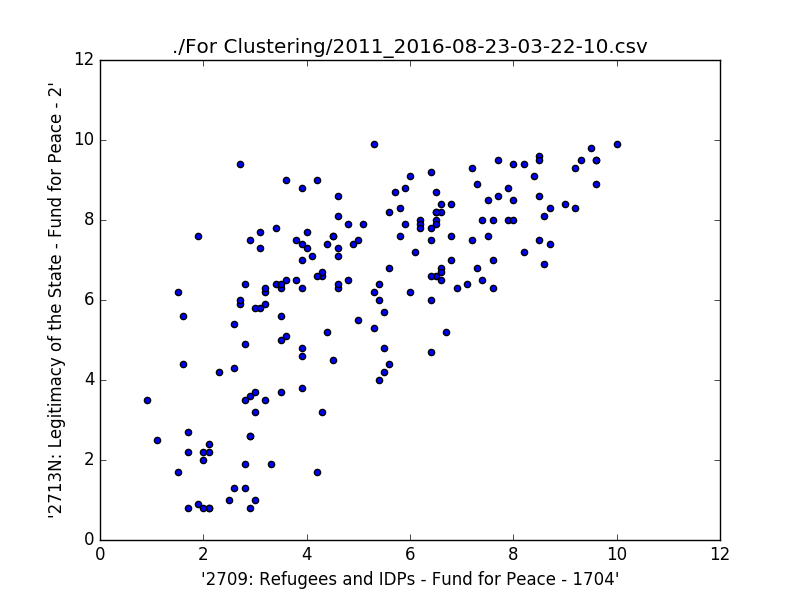 ./For Clustering/2011_2016-08-23-03-22-10.csv
12
10
8
6
4
2
0
'2713N: Legitimacy of the State - Fund for Peace - 2'
0 2 4 6 8 10 12
'2709: Refugees and IDPs - Fund for Peace - 1704'